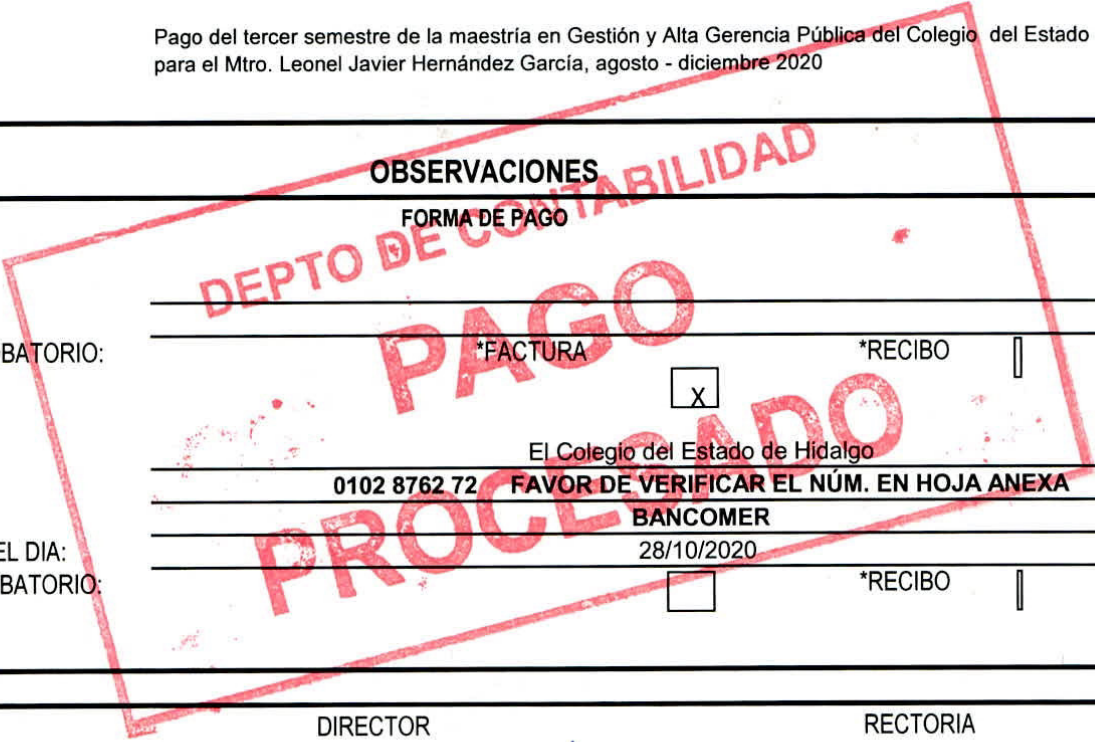 Pago del tercer semestre de la maestría en Gestión y Alta Gerencia Pública del Colegio del Estado
para el Mtro. Leonel Javier Hernández García, agosto - diciembre 2020
OBSERVACIONES
FORMA DE PAGO
DEPTO DE CONTABILIDAD
PAGO
PROCESADO
BATORIO: *FACTURA *RECIBO
X
El Colegio del Estado de Hidalgo
0102 8762 72 FAVOR DE VERIFICAR EL NÚM. EN HOJA ANEXA
BANCOMER
EL DIA: 28/10/2020
BATORIO: *RECIBO
DIRECTOR RECTORIA